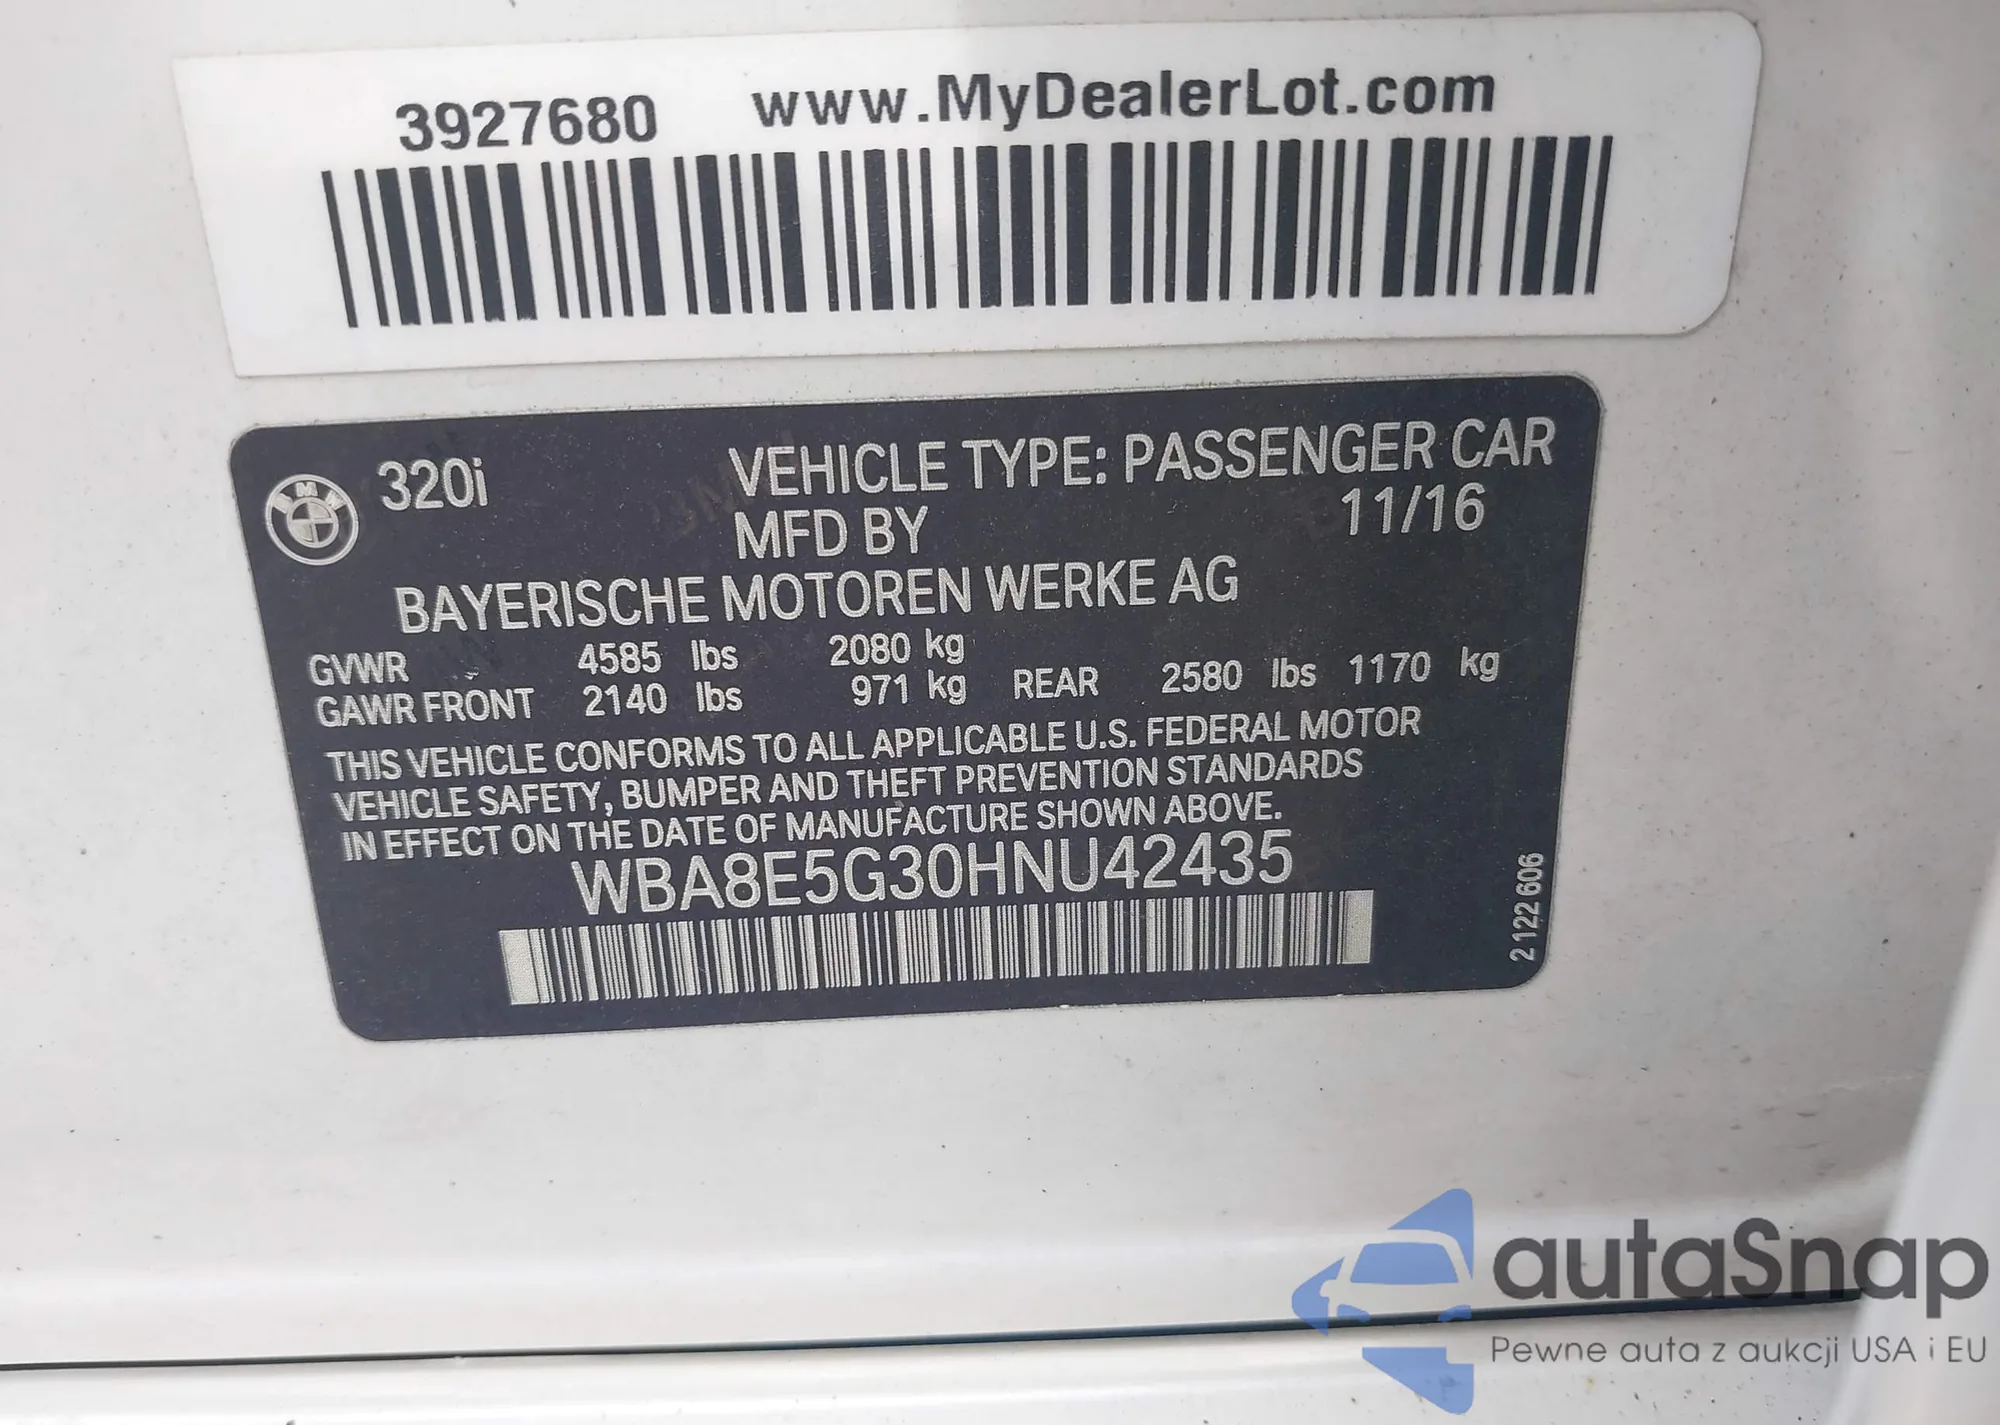 3927680 www.MyDealerLot.com
BMW 320i VEHICLE TYPE: PASSENGER CAR
MFD BY 11/16
BAYERISCHE MOTOREN WERKE AG
GVWR 4585 lbs 2080 kg
GAWR FRONT 2140 lbs 971 kg REAR 2580 lbs 1170 kg
THIS VEHICLE CONFORMS TO ALL APPLICABLE U.S. FEDERAL MOTOR
VEHICLE SAFETY, BUMPER AND THEFT PREVENTION STANDARDS
IN EFFECT ON THE DATE OF MANUFACTURE SHOWN ABOVE.
WBA8E5G30HNU42435
2 122 606
autaSnap
Pewne auta z aukcji USA i EU